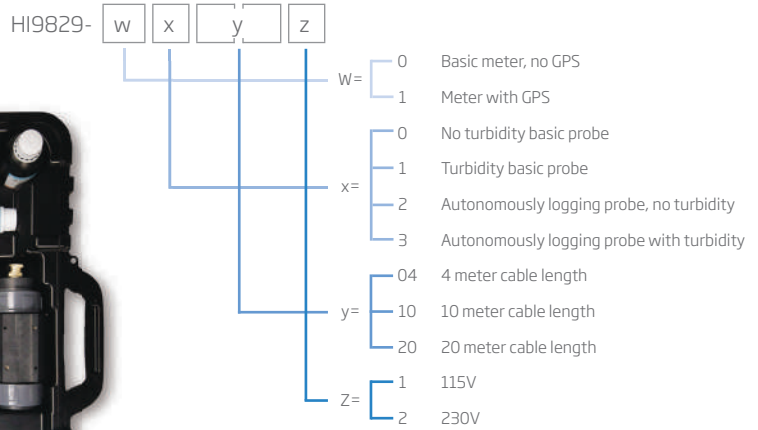 HI9829- w x y z
W= 0 Basic meter, no GPS
1 Meter with GPS
x= 0 No turbidity basic probe
1 Turbidity basic probe
2 Autonomously logging probe, no turbidity
3 Autonomously logging probe with turbidity
y= 04 4 meter cable length
10 10 meter cable length
20 20 meter cable length
Z= 1 115V
2 230V